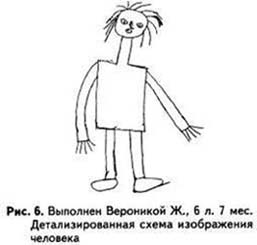 Рис. 6. Выполнен Вероникой Ж., 6 л. 7 мес.
Детализированная схема изображения
человека